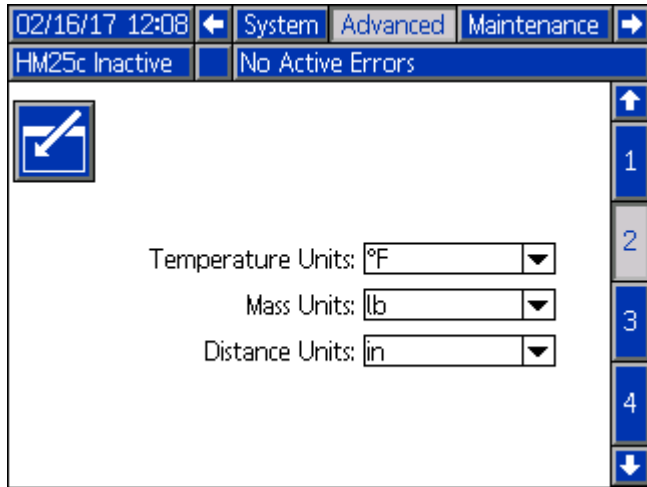 02/16/17 12:08 System Advanced Maintenance
HM25c Inactive No Active Errors
1
2
Temperature Units: °F
Mass Units: lb
Distance Units: in
3
4